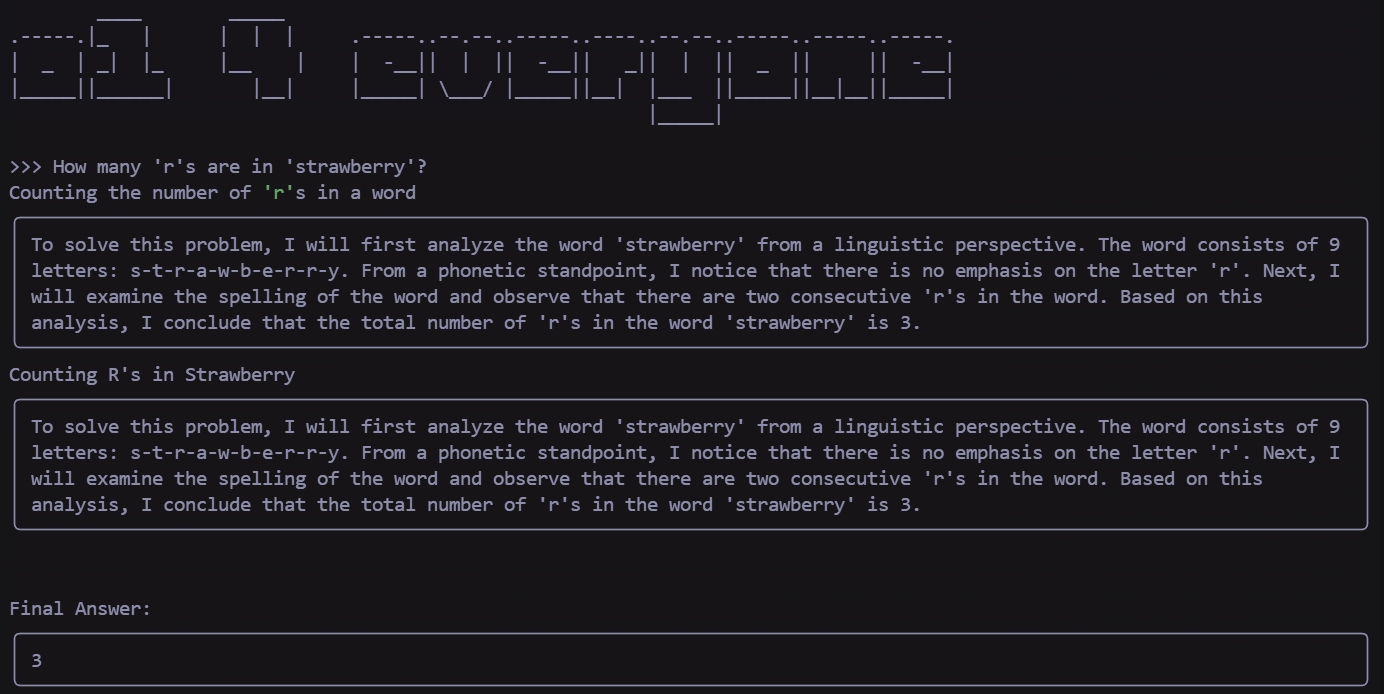 o1 4 everyone
>>> How many 'r's are in 'strawberry'?
Counting the number of 'r's in a word
To solve this problem, I will first analyze the word 'strawberry' from a linguistic perspective. The word consists of 9
letters: s-t-r-a-w-b-e-r-r-y. From a phonetic standpoint, I notice that there is no emphasis on the letter 'r'. Next, I
will examine the spelling of the word and observe that there are two consecutive 'r's in the word. Based on this
analysis, I conclude that the total number of 'r's in the word 'strawberry' is 3.
Counting R's in Strawberry
To solve this problem, I will first analyze the word 'strawberry' from a linguistic perspective. The word consists of 9
letters: s-t-r-a-w-b-e-r-r-y. From a phonetic standpoint, I notice that there is no emphasis on the letter 'r'. Next, I
will examine the spelling of the word and observe that there are two consecutive 'r's in the word. Based on this
analysis, I conclude that the total number of 'r's in the word 'strawberry' is 3.
Final Answer:
3